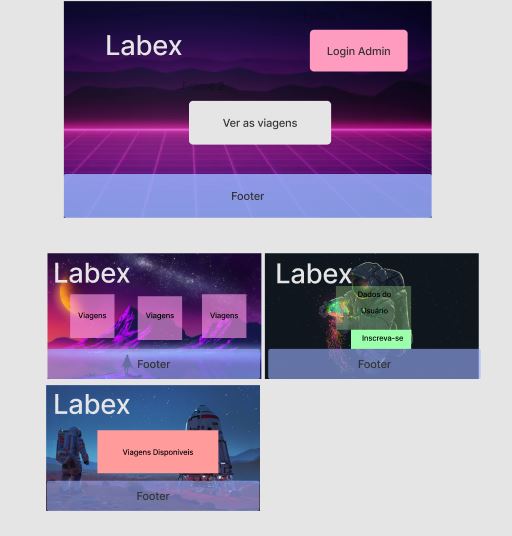 Labex
Login Admin
Ver as viagens
Footer
Labex
Viagens
Viagens
Viagens
Footer
Labex
Dados do
Usuário
Inscreva-se
Footer
Labex
Viagens Disponíveis
Footer